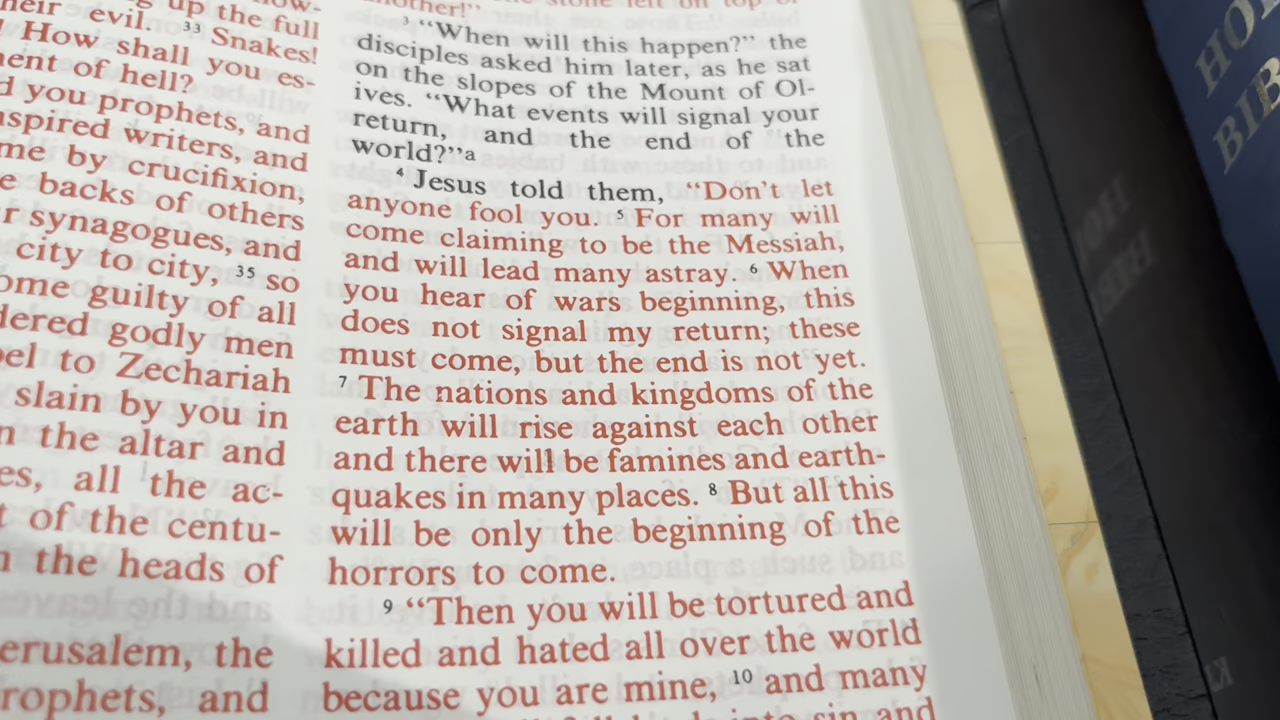 heir evil. 33 Snakes!
How shall you es-
ent of hell?
you prophets, and
spired writers, and
me by crucifixion,
e backs of others
r synagogues, and
city to city, 35 so
ome guilty of all
dered godly men
el to Zechariah
slain by you in
n the altar and
es, all the ac-
t of the centu-
n the heads of
erusalem, the
rophets, and
3 “When will this happen?” the
disciples asked him later, as he sat
on the slopes of the Mount of Ol-
ives. “What events will signal your
return, and the end of the
world?”a
4 Jesus told them, “Don't let
anyone fool you. 5 For many will
come claiming to be the Messiah,
and will lead many astray. 6 When
you hear of wars beginning, this
does not signal my return; these
must come, but the end is not yet.
7 The nations and kingdoms of the
earth will rise against each other
and there will be famines and earth-
quakes in many places. 8 But all this
will be only the beginning of the
horrors to come.
9 “Then you will be tortured and
killed and hated all over the world
because you are mine, 10 and many
sin and